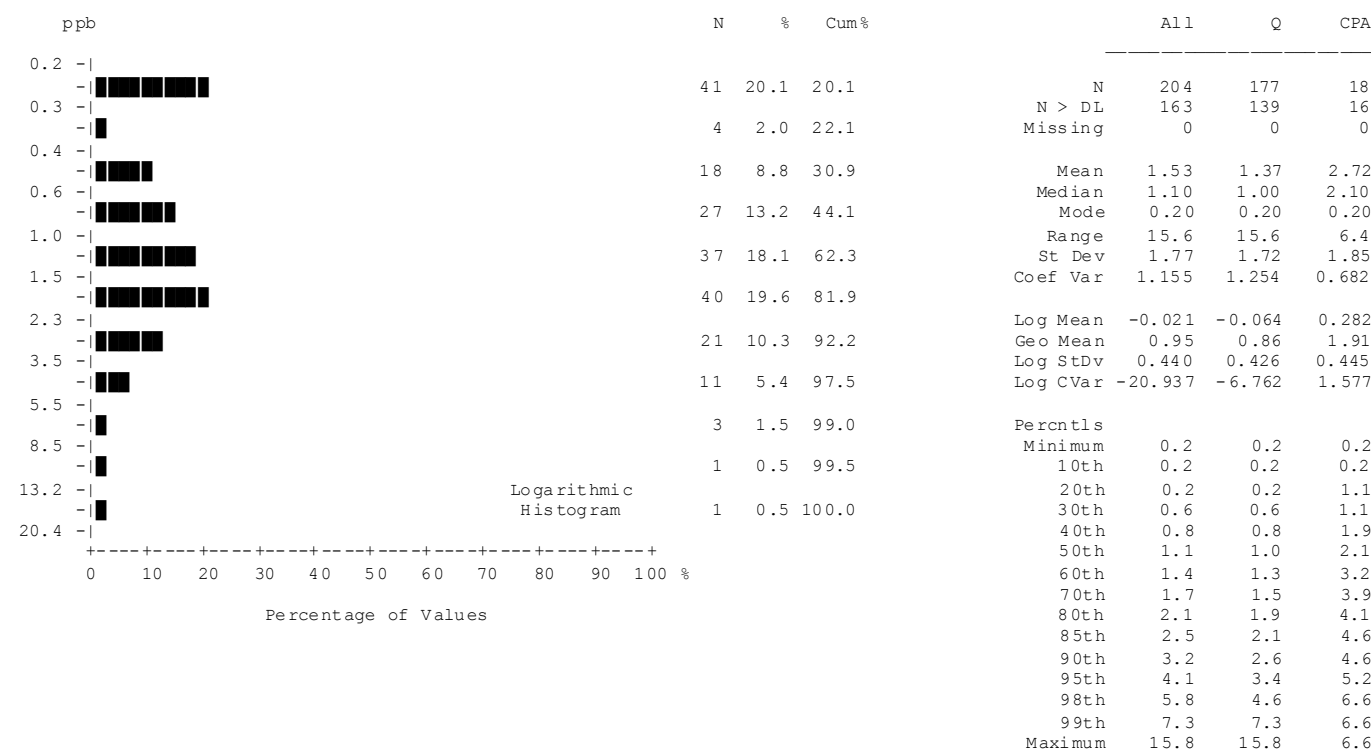 ppb N % Cum% All Q CPA
0.2 -|
-| 41 20.1 20.1 N 204 177 18
0.3 -| N > DL 163 139 16
-| 4 2.0 22.1 Missing 0 0 0
0.4 -|
-| 18 8.8 30.9 Mean 1.53 1.37 2.72
0.6 -| Median 1.10 1.00 2.10
-| 27 13.2 44.1 Mode 0.20 0.20 0.20
1.0 -| Range 15.6 15.6 6.4
-| 37 18.1 62.3 St Dev 1.77 1.72 1.85
1.5 -| Coef Var 1.155 1.254 0.682
-| 40 19.6 81.9
2.3 -| Log Mean -0.021 -0.064 0.282
-| 21 10.3 92.2 Geo Mean 0.95 0.86 1.91
3.5 -| Log StDv 0.440 0.426 0.445
-| 11 5.4 97.5 Log CVar -20.937 -6.762 1.577
5.5 -|
-| 3 1.5 99.0 Percntls
8.5 -| Minimum 0.2 0.2 0.2
-| 1 0.5 99.5 10th 0.2 0.2 0.2
13.2 -| Logarithmic 20th 0.2 0.2 1.1
-| Histogram 1 0.5 100.0 30th 0.6 0.6 1.1
20.4 -| 40th 0.8 0.8 1.9
+----+----+----+----+----+----+----+----+----+----+ 50th 1.1 1.0 2.1
0 10 20 30 40 50 60 70 80 90 100 % 60th 1.4 1.3 3.2
70th 1.7 1.5 3.9
Percentage of Values 80th 2.1 1.9 4.1
85th 2.5 2.1 4.6
90th 3.2 2.6 4.6
95th 4.1 3.4 5.2
98th 5.8 4.6 6.6
99th 7.3 7.3 6.6
Maximum 15.8 15.8 6.6